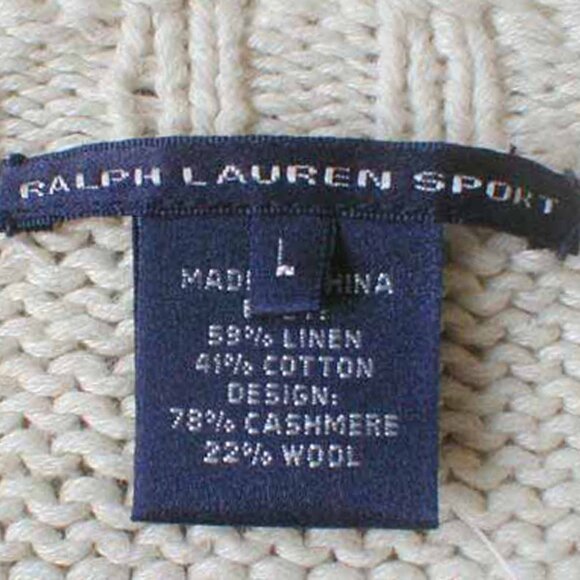 RALPH LAUREN SPORT
L
59% LINEN
41% COTTON
DESIGN:
78% CASHMERE
22% WOOL